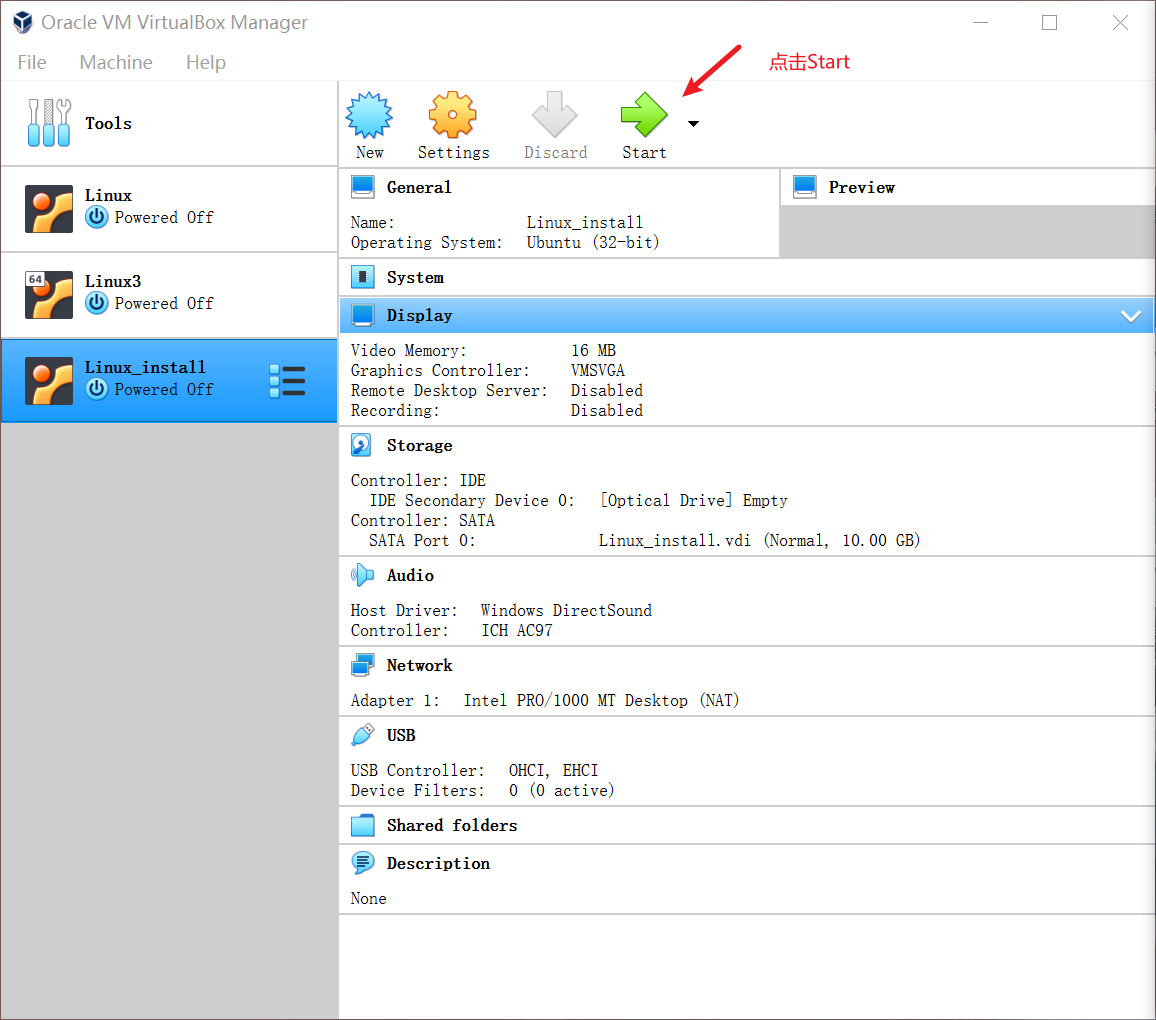 Oracle VM VirtualBox Manager
File Machine Help
点击Start
Tools
New Settings Discard Start
Linux
Powered Off
64
Linux3
Powered Off
Linux_install
Powered Off
General
Name: Linux_install
Operating System: Ubuntu (32-bit)
Preview
System
Display
Video Memory: 16 MB
Graphics Controller: VMSVGA
Remote Desktop Server: Disabled
Recording: Disabled
Storage
Controller: IDE
IDE Secondary Device 0: [Optical Drive] Empty
Controller: SATA
SATA Port 0: Linux_install.vdi (Normal, 10.00 GB)
Audio
Host Driver: Windows DirectSound
Controller: ICH AC97
Network
Adapter 1: Intel PRO/1000 MT Desktop (NAT)
USB
USB Controller: OHCI, EHCI
Device Filters: 0 (0 active)
Shared folders
Description
None